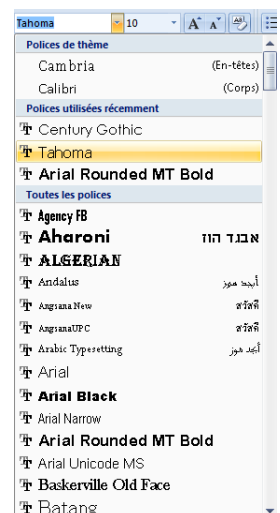 Tahoma 10 A A
Polices de thème
Cambria (En-têtes)
Calibri (Corps)
Polices utilisées récemment
Century Gothic
Tahoma
Arial Rounded MT Bold
Toutes les polices
Agency FB
Aharoni אבגד הוז
ALGERIAN
Andalus أبجد هوز
Angsana New สวัสดี
AngsanaUPC สวัสดี
Arabic Typesetting أبجد هوز
Arial
Arial Black
Arial Narrow
Arial Rounded MT Bold
Arial Unicode MS
Baskerville Old Face
Batang